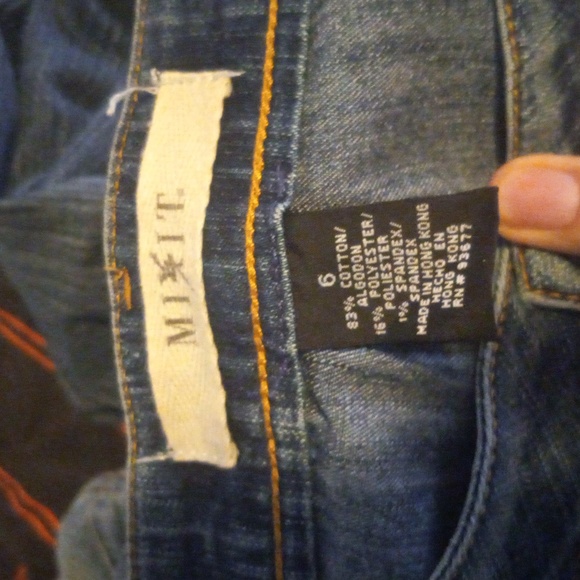 MIXIT.
6
83% COTTON/
ALGODON
16% POLYESTER/
POLIESTER
1% SPANDEX/
SPANDEX
MADE IN HONG KONG
HECHO EN
HONG KONG
RN# 93677